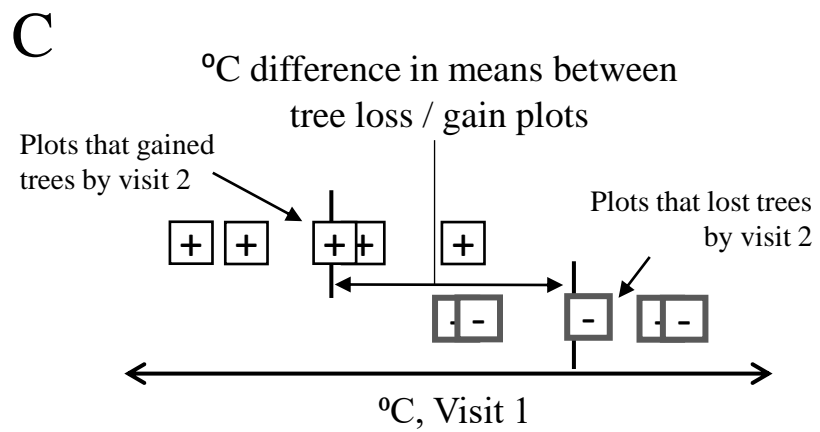 C
ºC difference in means between
tree loss / gain plots
Plots that gained
trees by visit 2
Plots that lost trees
by visit 2
+ + + + +
- - - - -
ºC, Visit 1